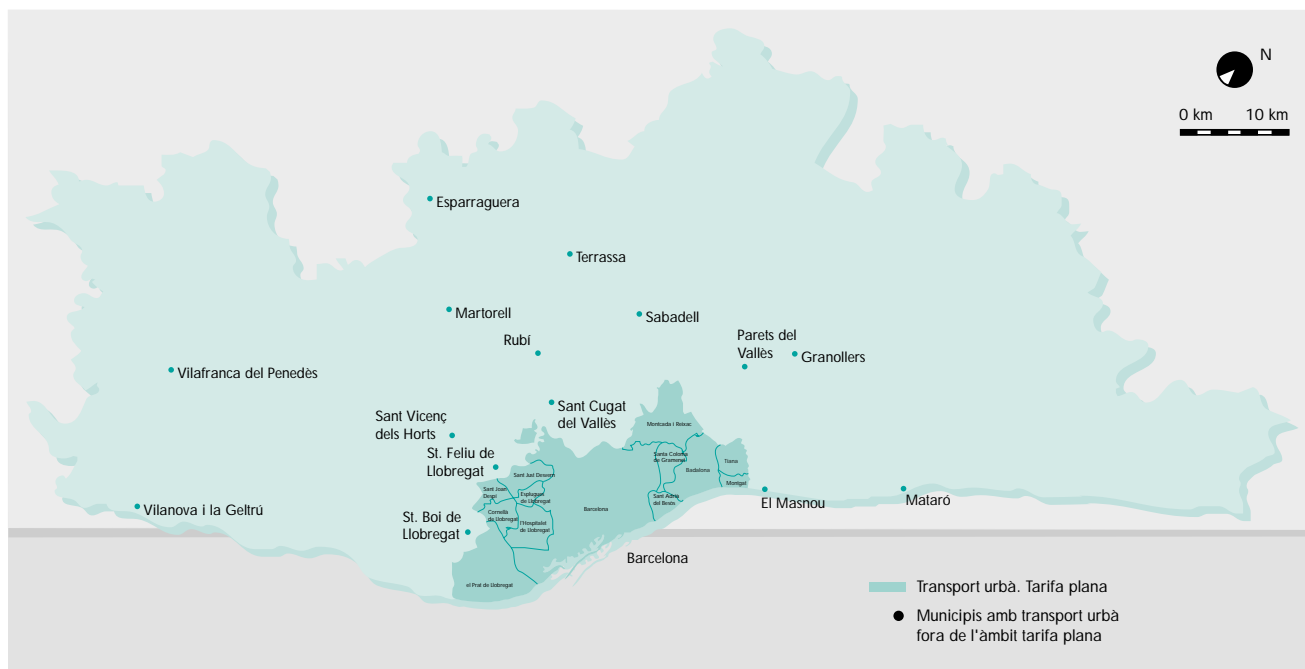 N
0 km 10 km
Esparraguera
Terrassa
Martorell
Sabadell
Rubí
Parets del
Vallès
Granollers
Vilafranca del Penedès
Sant Cugat
del Vallès
Sant Vicenç
dels Horts
Montcada i Reixac
St. Feliu de
Llobregat
Santa Coloma
de Gramenet
Badalona
Tiana
Sant Just Desvern
Montgat
Sant Joan
Despí
Esplugues
de Llobregat
Sant Adrià
del Besòs
El Masnou
Mataró
Vilanova i la Geltrú
Cornellà
de Llobregat
Barcelona
St. Boi de
Llobregat
l'Hospitalet
de Llobregat
Barcelona
el Prat de Llobregat
Transport urbà. Tarifa plana
Municipis amb transport urbà
fora de l'àmbit tarifa plana